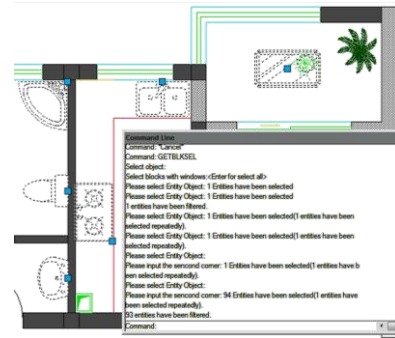 Command Line
Command: *Cancel*
Command: GETBLKSEL
Select object:
Select blocks with windows:<Enter for select all>
Please select Entity Object: 1 Entities have been selected
Please select Entity Object: 1 Entities have been selected
1 entities have been filtered.
Please select Entity Object: 1 Entities have been selected(1 entities have been
selected repeatedly).
Please select Entity Object: 1 Entities have been selected(1 entities have been
selected repeatedly).
Please select Entity Object:
Please input the sencond corner: 1 Entities have been selected(1 entities have b
een selected repeatedly).
Please select Entity Object:
Please input the sencond corner: 94 Entities have been selected(1 entities have
been selected repeatedly).
93 entities have been filtered.
Command: